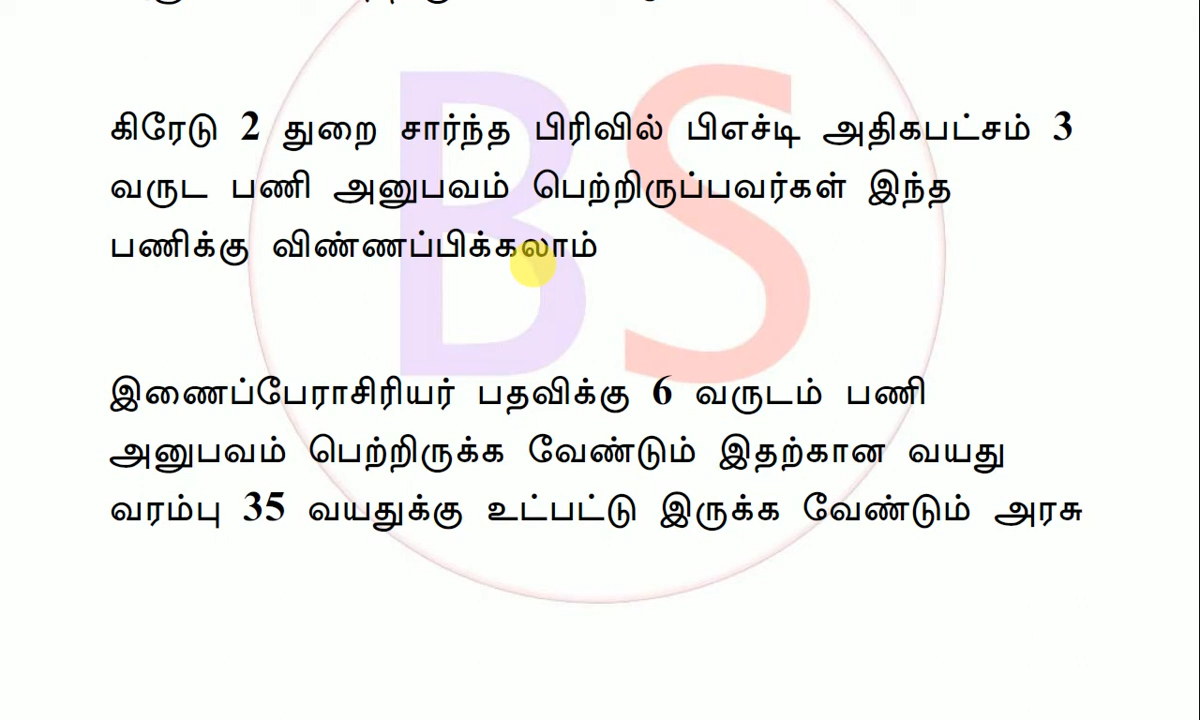 கிரேடு 2 துறை சார்ந்த பிரிவில் பிஎச்டி அதிகபட்சம் 3
வருட பணி அனுபவம் பெற்றிருப்பவர்கள் இந்த
பணிக்கு விண்ணப்பிக்கலாம்
இணைப்பேராசிரியர் பதவிக்கு 6 வருடம் பணி
அனுபவம் பெற்றிருக்க வேண்டும் இதற்கான வயது
வரம்பு 35 வயதுக்கு உட்பட்டு இருக்க வேண்டும் அரசு
BS